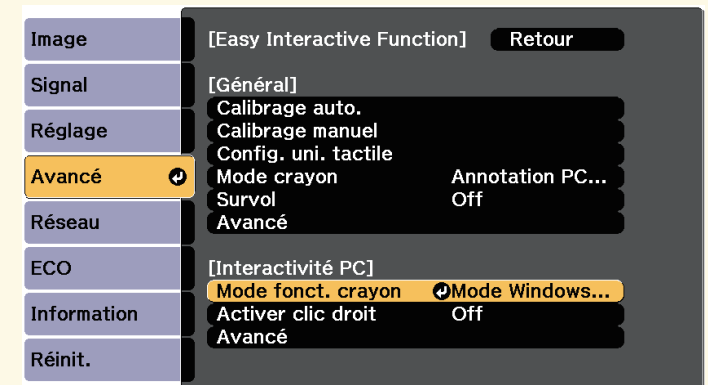 Image
Signal
Réglage
Avancé
Réseau
ECO
Information
Réinit.
[Easy Interactive Function] Retour
[Général]
Calibrage auto.
Calibrage manuel
Config. uni. tactile
Mode crayon Annotation PC...
Survol Off
Avancé
[Interactivité PC]
Mode fonct. crayon Mode Windows...
Activer clic droit Off
Avancé